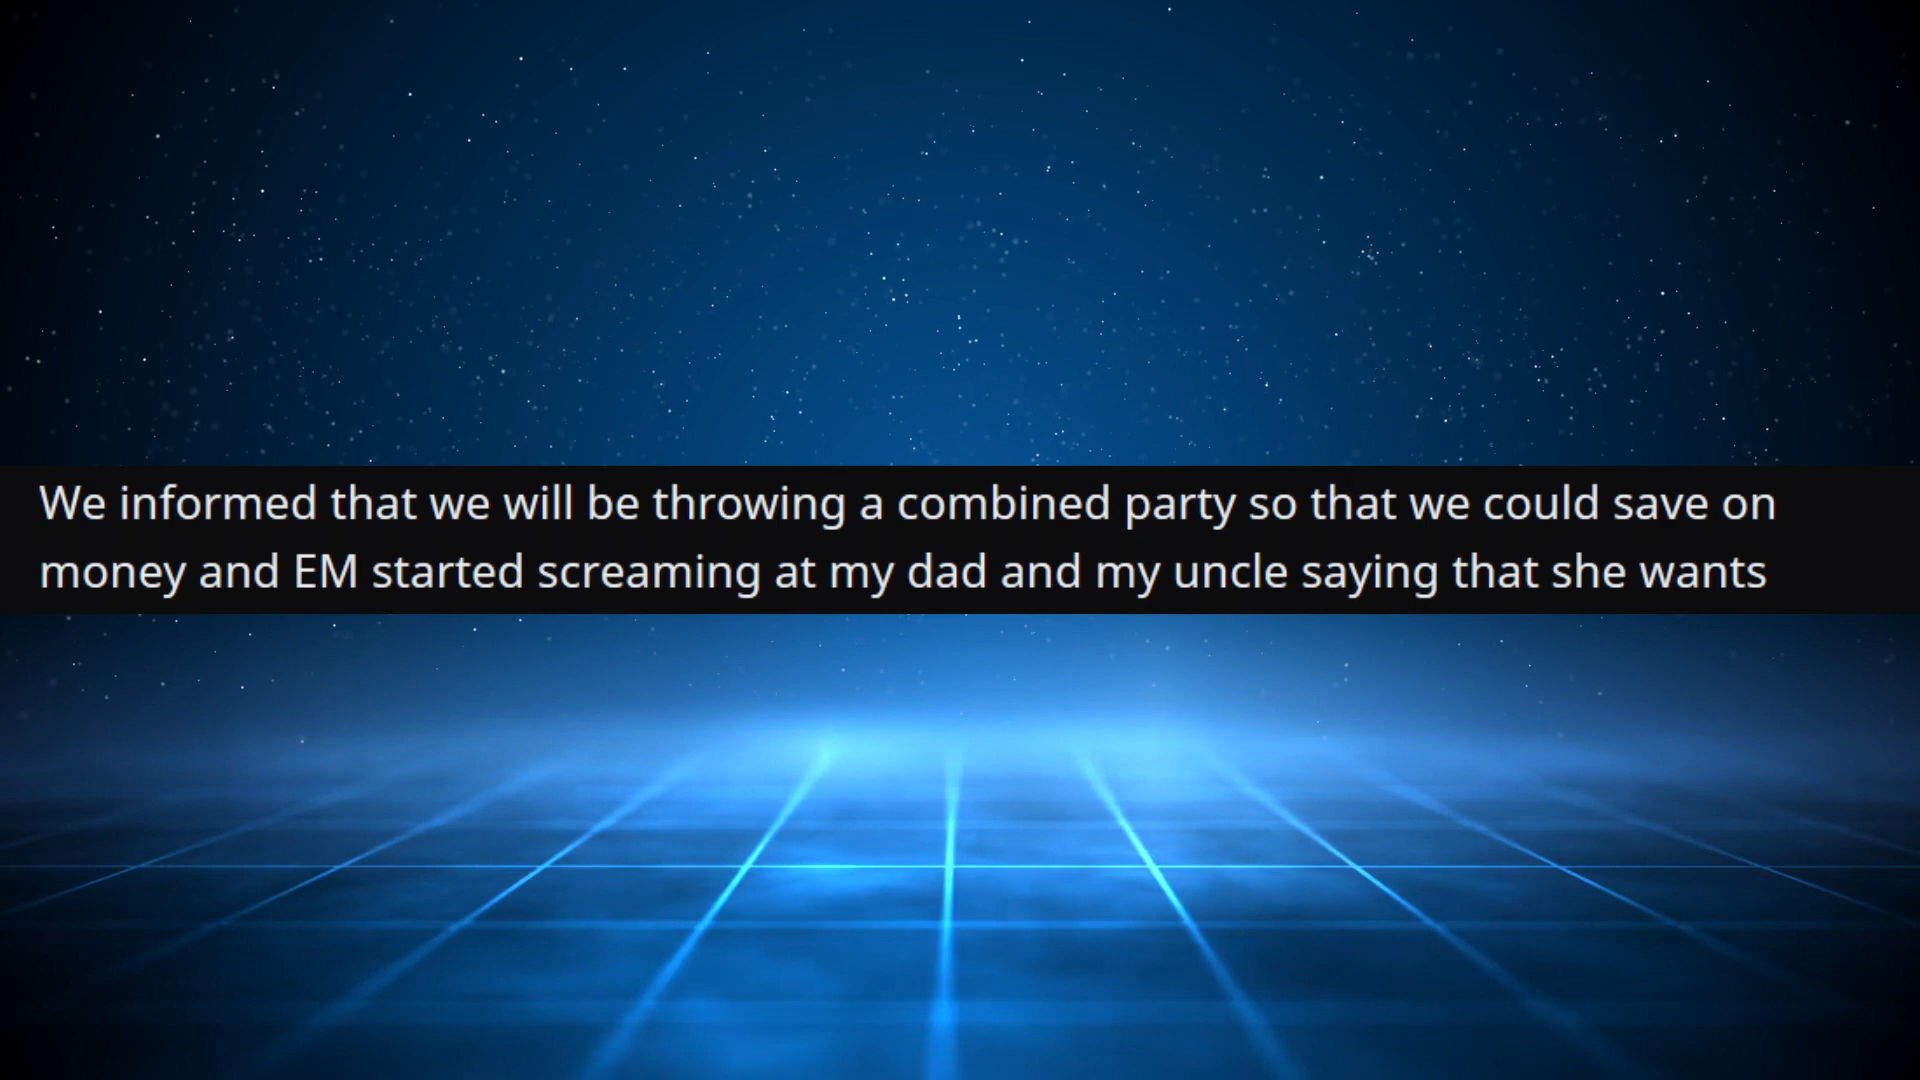 We informed that we will be throwing a combined party so that we could save on
money and EM started screaming at my dad and my uncle saying that she wants